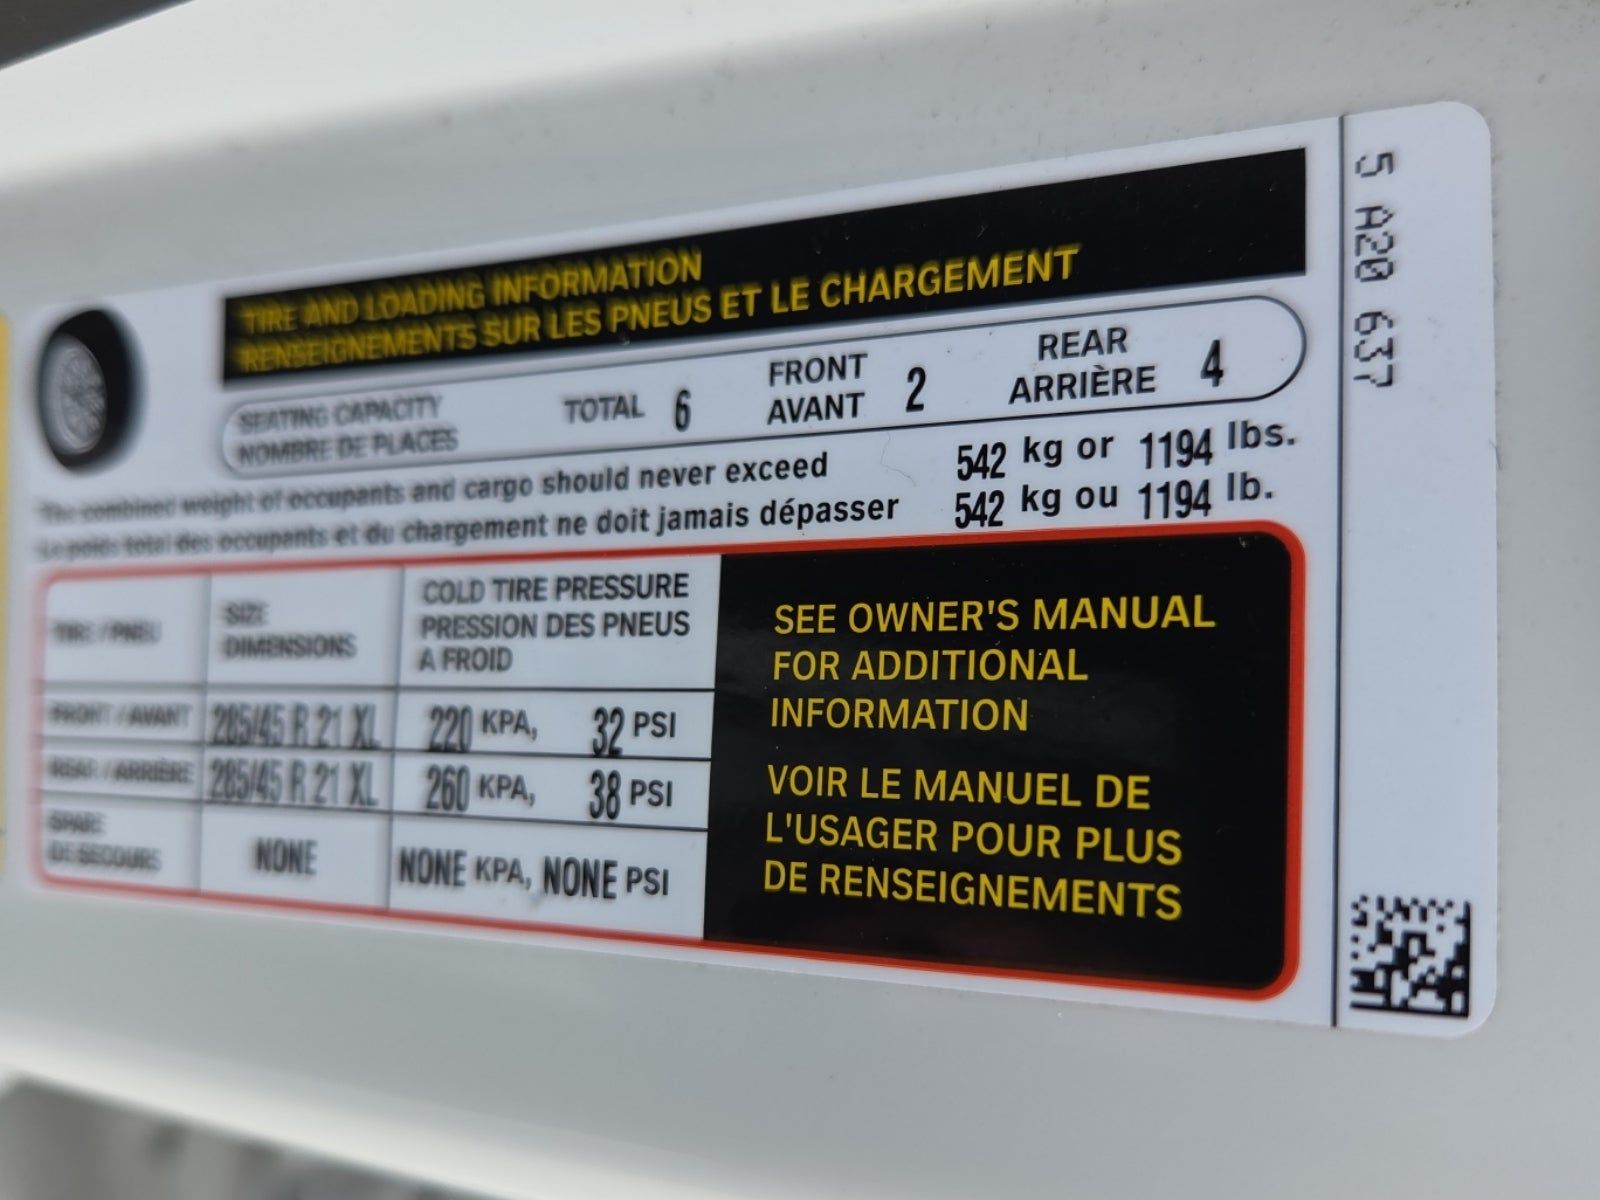 TIRE AND LOADING INFORMATION
RENSEIGNEMENTS SUR LES PNEUS ET LE CHARGEMENT
SEATING CAPACITY
NOMBRE DE PLACES
TOTAL 6
FRONT
AVANT
2
REAR
ARRIÈRE
4
The combined weight of occupants and cargo should never exceed 542 kg or 1194 lbs.
Le poids total des occupants et du chargement ne doit jamais dépasser 542 kg ou 1194 lb.
TIRE / PNEU
SIZE
DIMENSIONS
COLD TIRE PRESSURE
PRESSION DES PNEUS
A FROID
FRONT / AVANT 285/45 R 21 XL 220 KPA, 32 PSI
REAR / ARRIÈRE 285/45 R 21 XL 260 KPA, 38 PSI
SPARE
DE SECOURS
NONE NONE KPA, NONE PSI
SEE OWNER'S MANUAL
FOR ADDITIONAL
INFORMATION
VOIR LE MANUEL DE
L'USAGER POUR PLUS
DE RENSEIGNEMENTS
5 A20 637